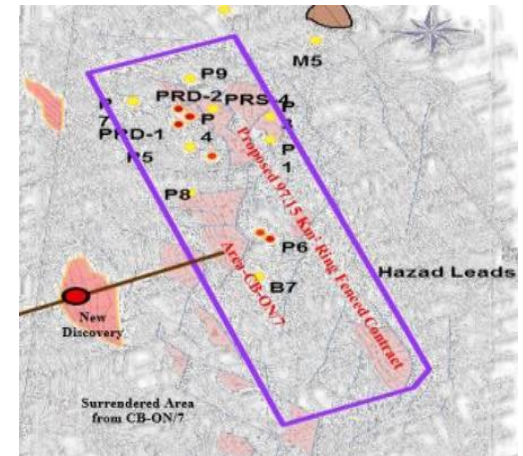 M5
P9
PRD-2
PRS-4
P
7
P
4
PRD-1
P
1
P5
P8
P6
B7
Proposed 97.15 Km² Ring Fenced Contract
Area-CB-ON/7
Hazad Leads
New
Discovery
Surrendered Area
from CB-ON/7